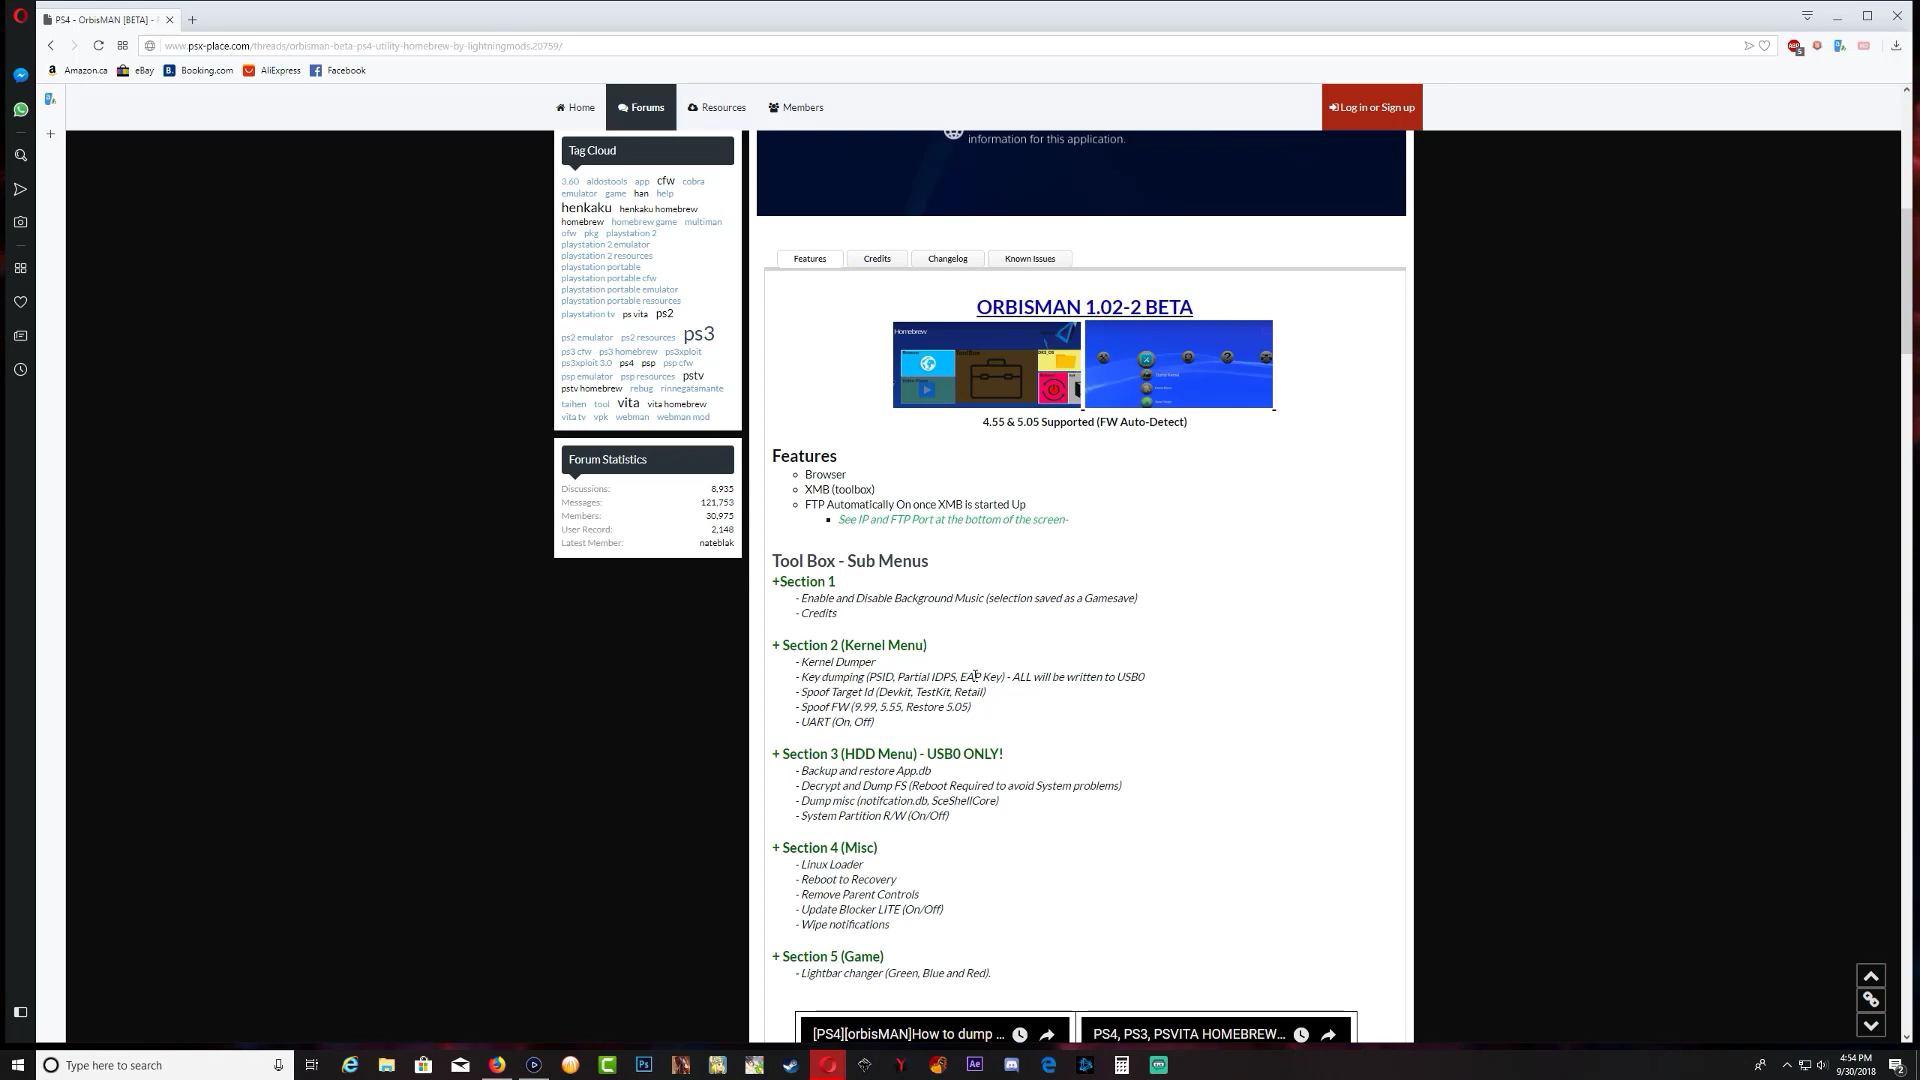 PS4 - OrbisMAN [BETA] -
www.psx-place.com/threads/orbisman-beta-ps4-utility-homebrew-by-lightningmods.20759/
Amazon.ca eBay Booking.com AliExpress Facebook
Home Forums Resources Members Log in or Sign up
information for this application.
Tag Cloud
3.60 aldostools app cfw cobra
emulator game han help
henkaku henkaku homebrew
homebrew homebrew game multiman
ofw pkg playstation 2
playstation 2 emulator
playstation 2 resources
playstation portable
playstation portable cfw
playstation portable emulator
playstation portable resources
playstation tv ps vita ps2
ps2 emulator ps2 resources ps3
ps3 cfw ps3 homebrew ps3xploit
ps3xploit 3.0 ps4 psp psp cfw
psp emulator psp resources pstv
pstv homebrew rebug rinnegatamante
taihen tool vita vita homebrew
vita tv vpk webman webman mod
Forum Statistics
Discussions: 8,935
Messages: 121,753
Members: 30,975
User Record: 2,148
Latest Member: nateblak
Features Credits Changelog Known Issues
ORBISMAN 1.02-2 BETA
Homebrew
4.55 & 5.05 Supported (FW Auto-Detect)
Features
Browser
XMB (toolbox)
FTP Automatically On once XMB is started Up
See IP and FTP Port at the bottom of the screen-
Tool Box - Sub Menus
+Section 1
- Enable and Disable Background Music (selection saved as a Gamesave)
- Credits
+ Section 2 (Kernel Menu)
- Kernel Dumper
- Key dumping (PSID, Partial IDPS, EAP Key) - ALL will be written to USB0
- Spoof Target Id (Devkit, TestKit, Retail)
- Spoof FW (9.99, 5.55, Restore 5.05)
- UART (On, Off)
+ Section 3 (HDD Menu) - USB0 ONLY!
- Backup and restore App.db
- Decrypt and Dump FS (Reboot Required to avoid System problems)
- Dump misc (notifcation.db, SceShellCore)
- System Partition R/W (On/Off)
+ Section 4 (Misc)
- Linux Loader
- Reboot to Recovery
- Remove Parent Controls
- Update Blocker LITE (On/Off)
- Wipe notifications
+ Section 5 (Game)
- Lightbar changer (Green, Blue and Red).
[PS4][orbisMAN]How to dump ... PS4, PS3, PSVITA HOMEBREW...
Type here to search
4:54 PM
9/30/2018